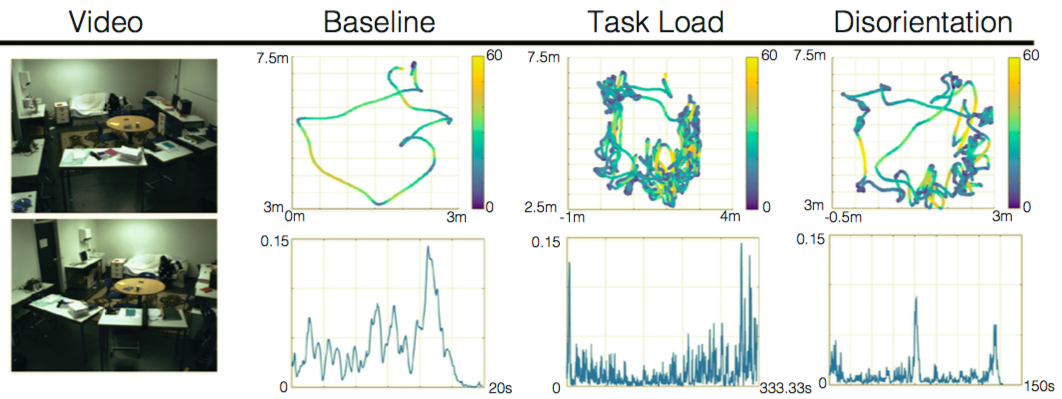 Video Baseline Task Load Disorientation
7.5m 60 7.5m 60 7.5m 60
3m 0 2.5m 0 3m 0
0m 3m -1m 4m -0.5m 3m
0.15 0.15 0.15
0 20s 0 333.33s 0 150s